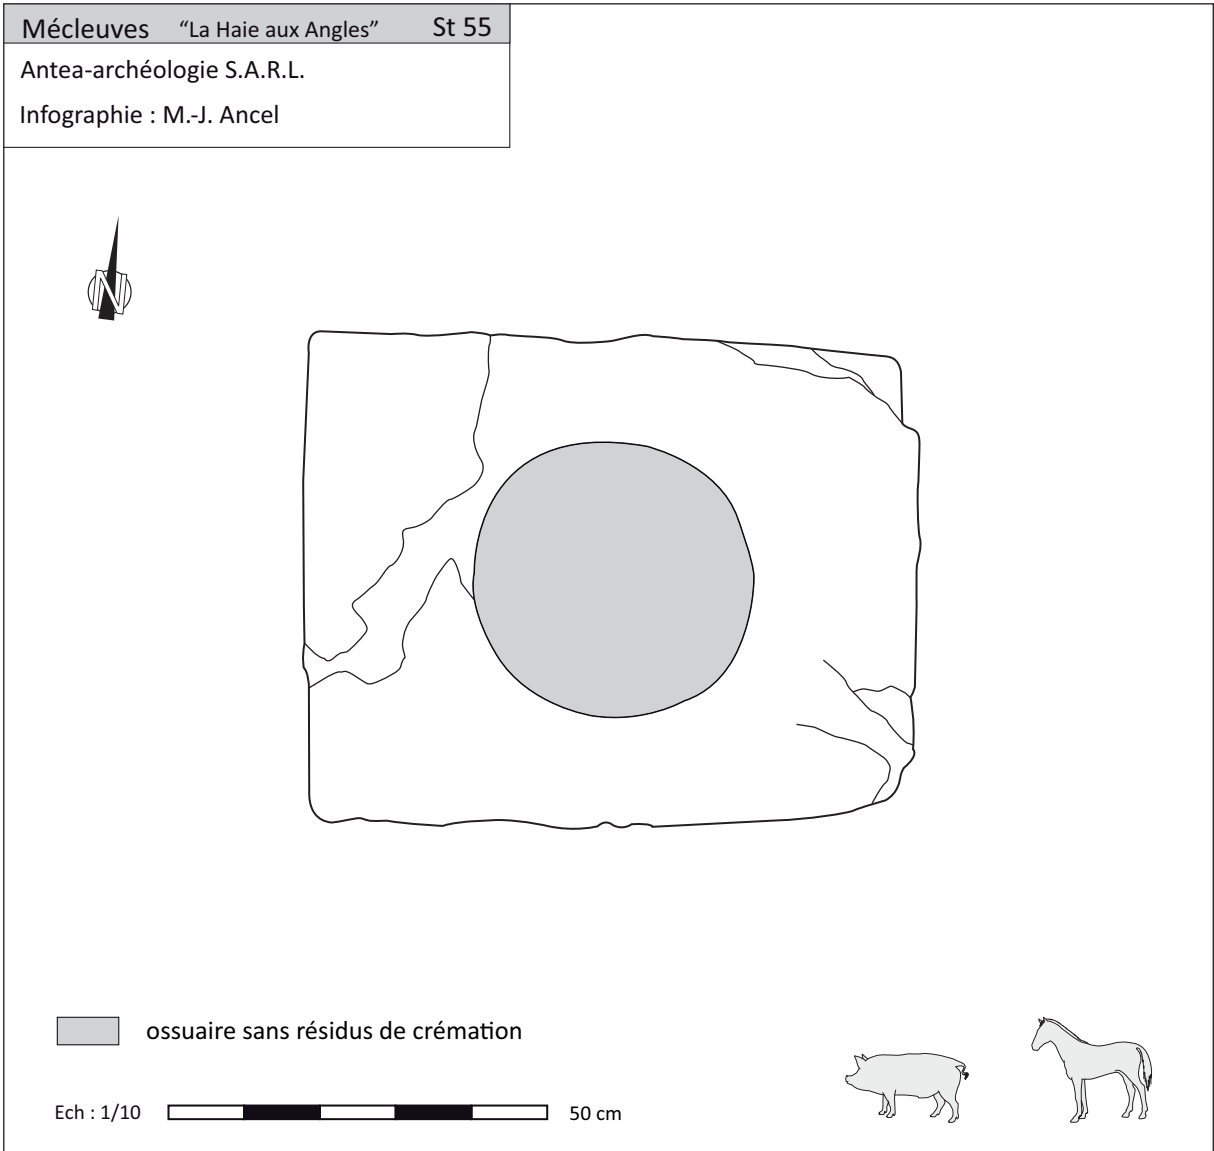 Mécleuves “La Haie aux Angles” St 55
Antea-archéologie S.A.R.L.
Infographie : M.-J. Ancel
N
ossuaire sans résidus de crémation
Ech : 1/10 50 cm